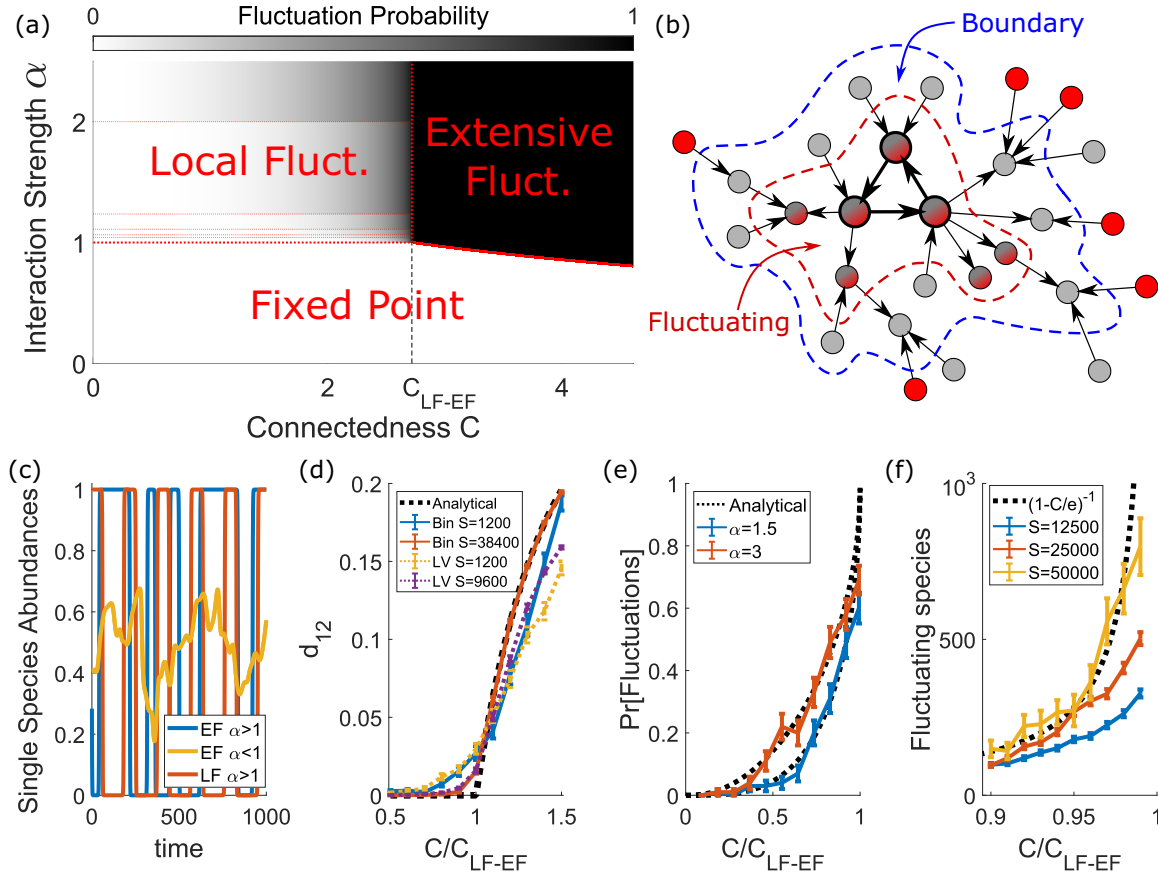 (a)
0
Fluctuation Probability
1
Interaction Strength α
2
1
0
Local Fluct.
Extensive
Fluct.
Fixed Point
0
2
C_LF-EF
4
Connectedness C
(b)
Boundary
Fluctuating
(c)
Single Species Abundances
1
0.8
0.6
0.4
0.2
0
EF α>1
EF α<1
LF α>1
0
500
1000
time
(d)
d_12
0.2
0.15
0.1
0.05
0
Analytical
Bin S=1200
Bin S=38400
LV S=1200
LV S=9600
0.5
1
1.5
C/C_LF-EF
(e)
Pr[Fluctuations]
1
0.8
0.6
0.4
0.2
0
Analytical
α=1.5
α=3
0
0.5
1
C/C_LF-EF
(f)
Fluctuating species
10³
500
0
(1-C/e)⁻¹
S=12500
S=25000
S=50000
0.9
0.95
1
C/C_LF-EF